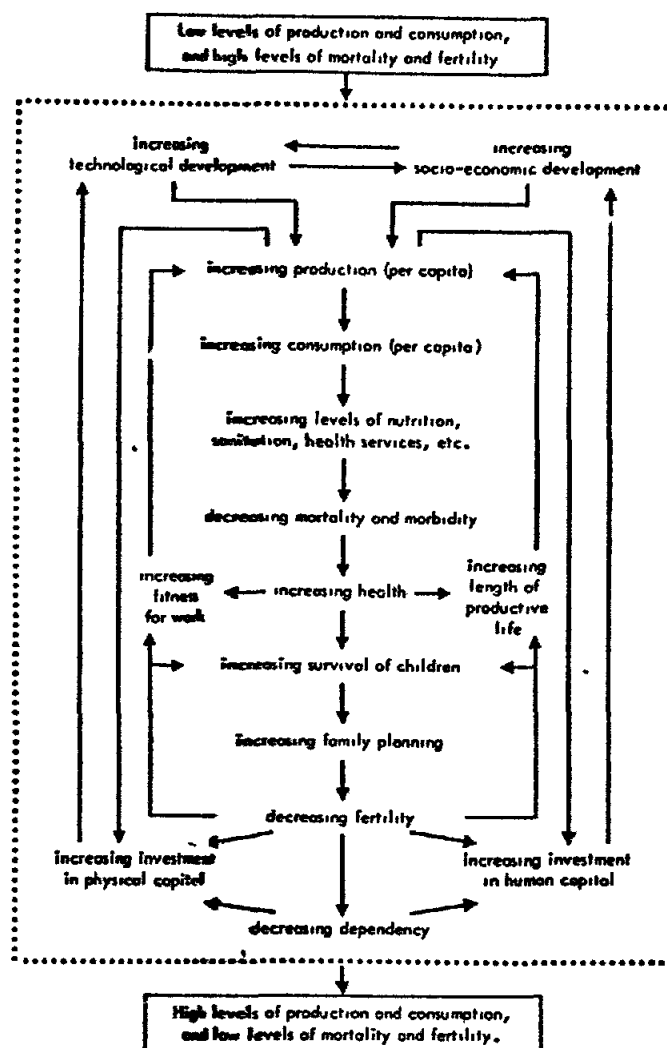 Low levels of production and consumption,
and high levels of mortality and fertility
increasing
technological development
increasing
socio-economic development
increasing production (per capita)
increasing consumption (per capita)
increasing levels of nutrition,
sanitation, health services, etc.
decreasing mortality and morbidity
increasing
fitness
for work
increasing health
increasing
length of
productive
life
increasing survival of children
increasing family planning
decreasing fertility
increasing investment
in physical capital
increasing investment
in human capital
decreasing dependency
High levels of production and consumption,
and low levels of mortality and fertility.